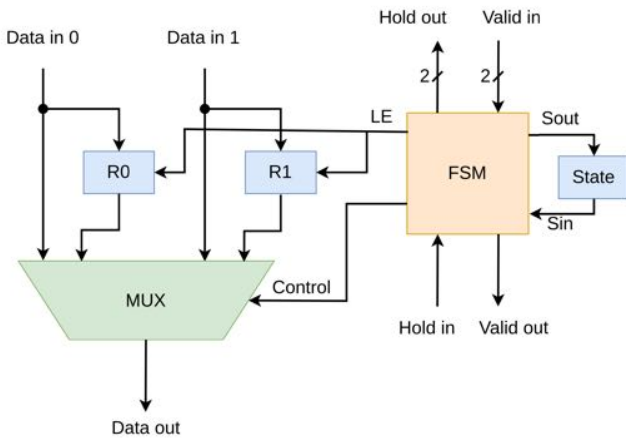 Hold out
Valid in
Data in 0
Data in 1
2
2
LE
Sout
R0
R1
FSM
State
Sin
MUX
Control
Hold in
Valid out
Data out